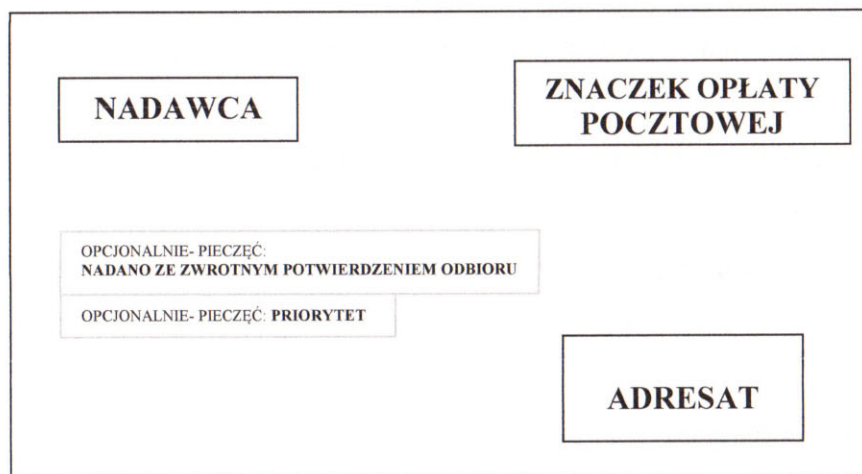 NADAWCA
ZNACZEK OPŁATY
POCZTOWEJ
OPCJONALNIE- PIECZĘĆ:
NADANO ZE ZWROTNYM POTWIERDZENIEM ODBIORU
OPCJONALNIE- PIECZĘĆ: PRIORYTET
ADRESAT